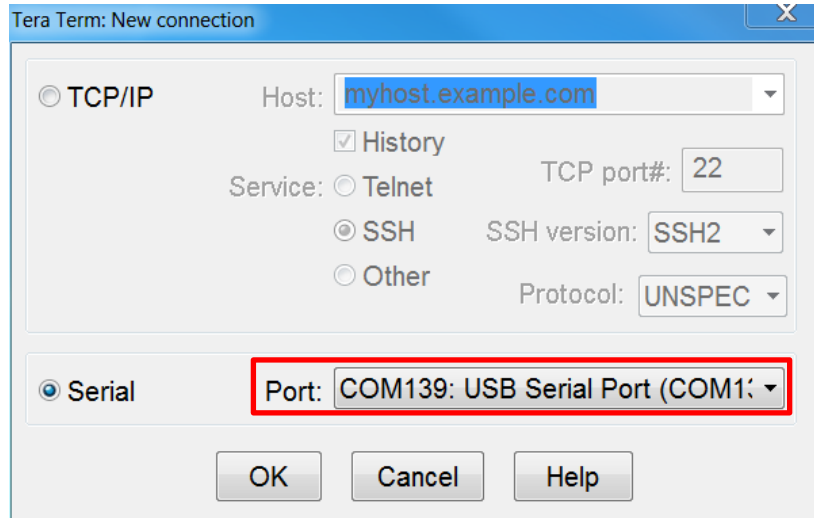 Tera Term: New connection
TCP/IP
Host: myhost.example.com
History
Service: Telnet
TCP port#: 22
SSH
SSH version: SSH2
Other
Protocol: UNSPEC
Serial
Port: COM139: USB Serial Port (COM1
OK
Cancel
Help